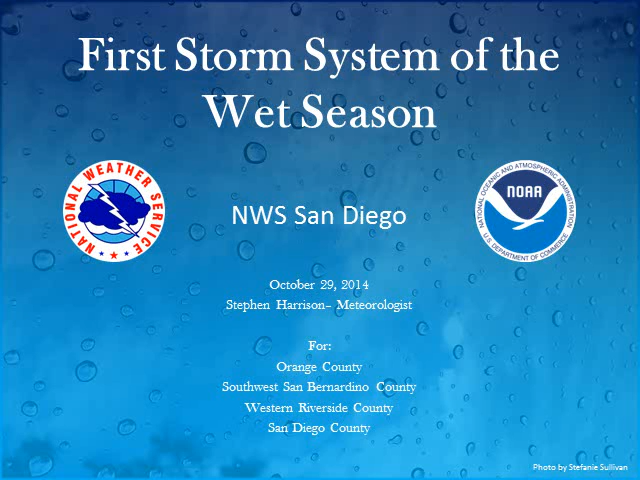 First Storm System of the
Wet Season
NATIONAL WEATHER SERVICE
NWS San Diego
NATIONAL OCEANIC AND ATMOSPHERIC ADMINISTRATION
NOAA
U.S. DEPARTMENT OF COMMERCE
October 29, 2014
Stephen Harrison– Meteorologist
For:
Orange County
Southwest San Bernardino County
Western Riverside County
San Diego County
Photo by Stefanie Sullivan